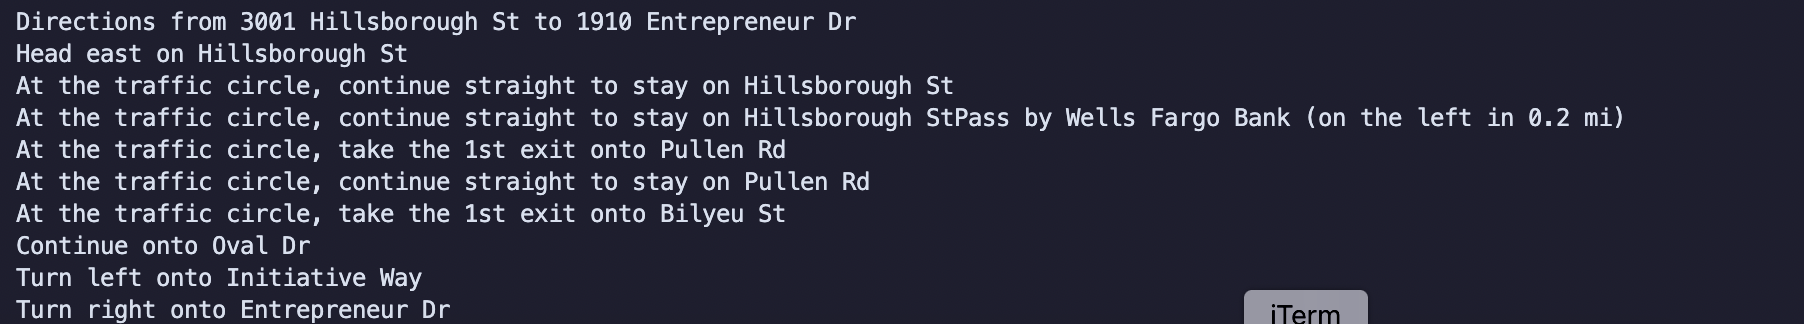 Directions from 3001 Hillsborough St to 1910 Entrepreneur Dr
Head east on Hillsborough St
At the traffic circle, continue straight to stay on Hillsborough St
At the traffic circle, continue straight to stay on Hillsborough StPass by Wells Fargo Bank (on the left in 0.2 mi)
At the traffic circle, take the 1st exit onto Pullen Rd
At the traffic circle, continue straight to stay on Pullen Rd
At the traffic circle, take the 1st exit onto Bilyeu St
Continue onto Oval Dr
Turn left onto Initiative Way
Turn right onto Entrepreneur Dr
iTerm